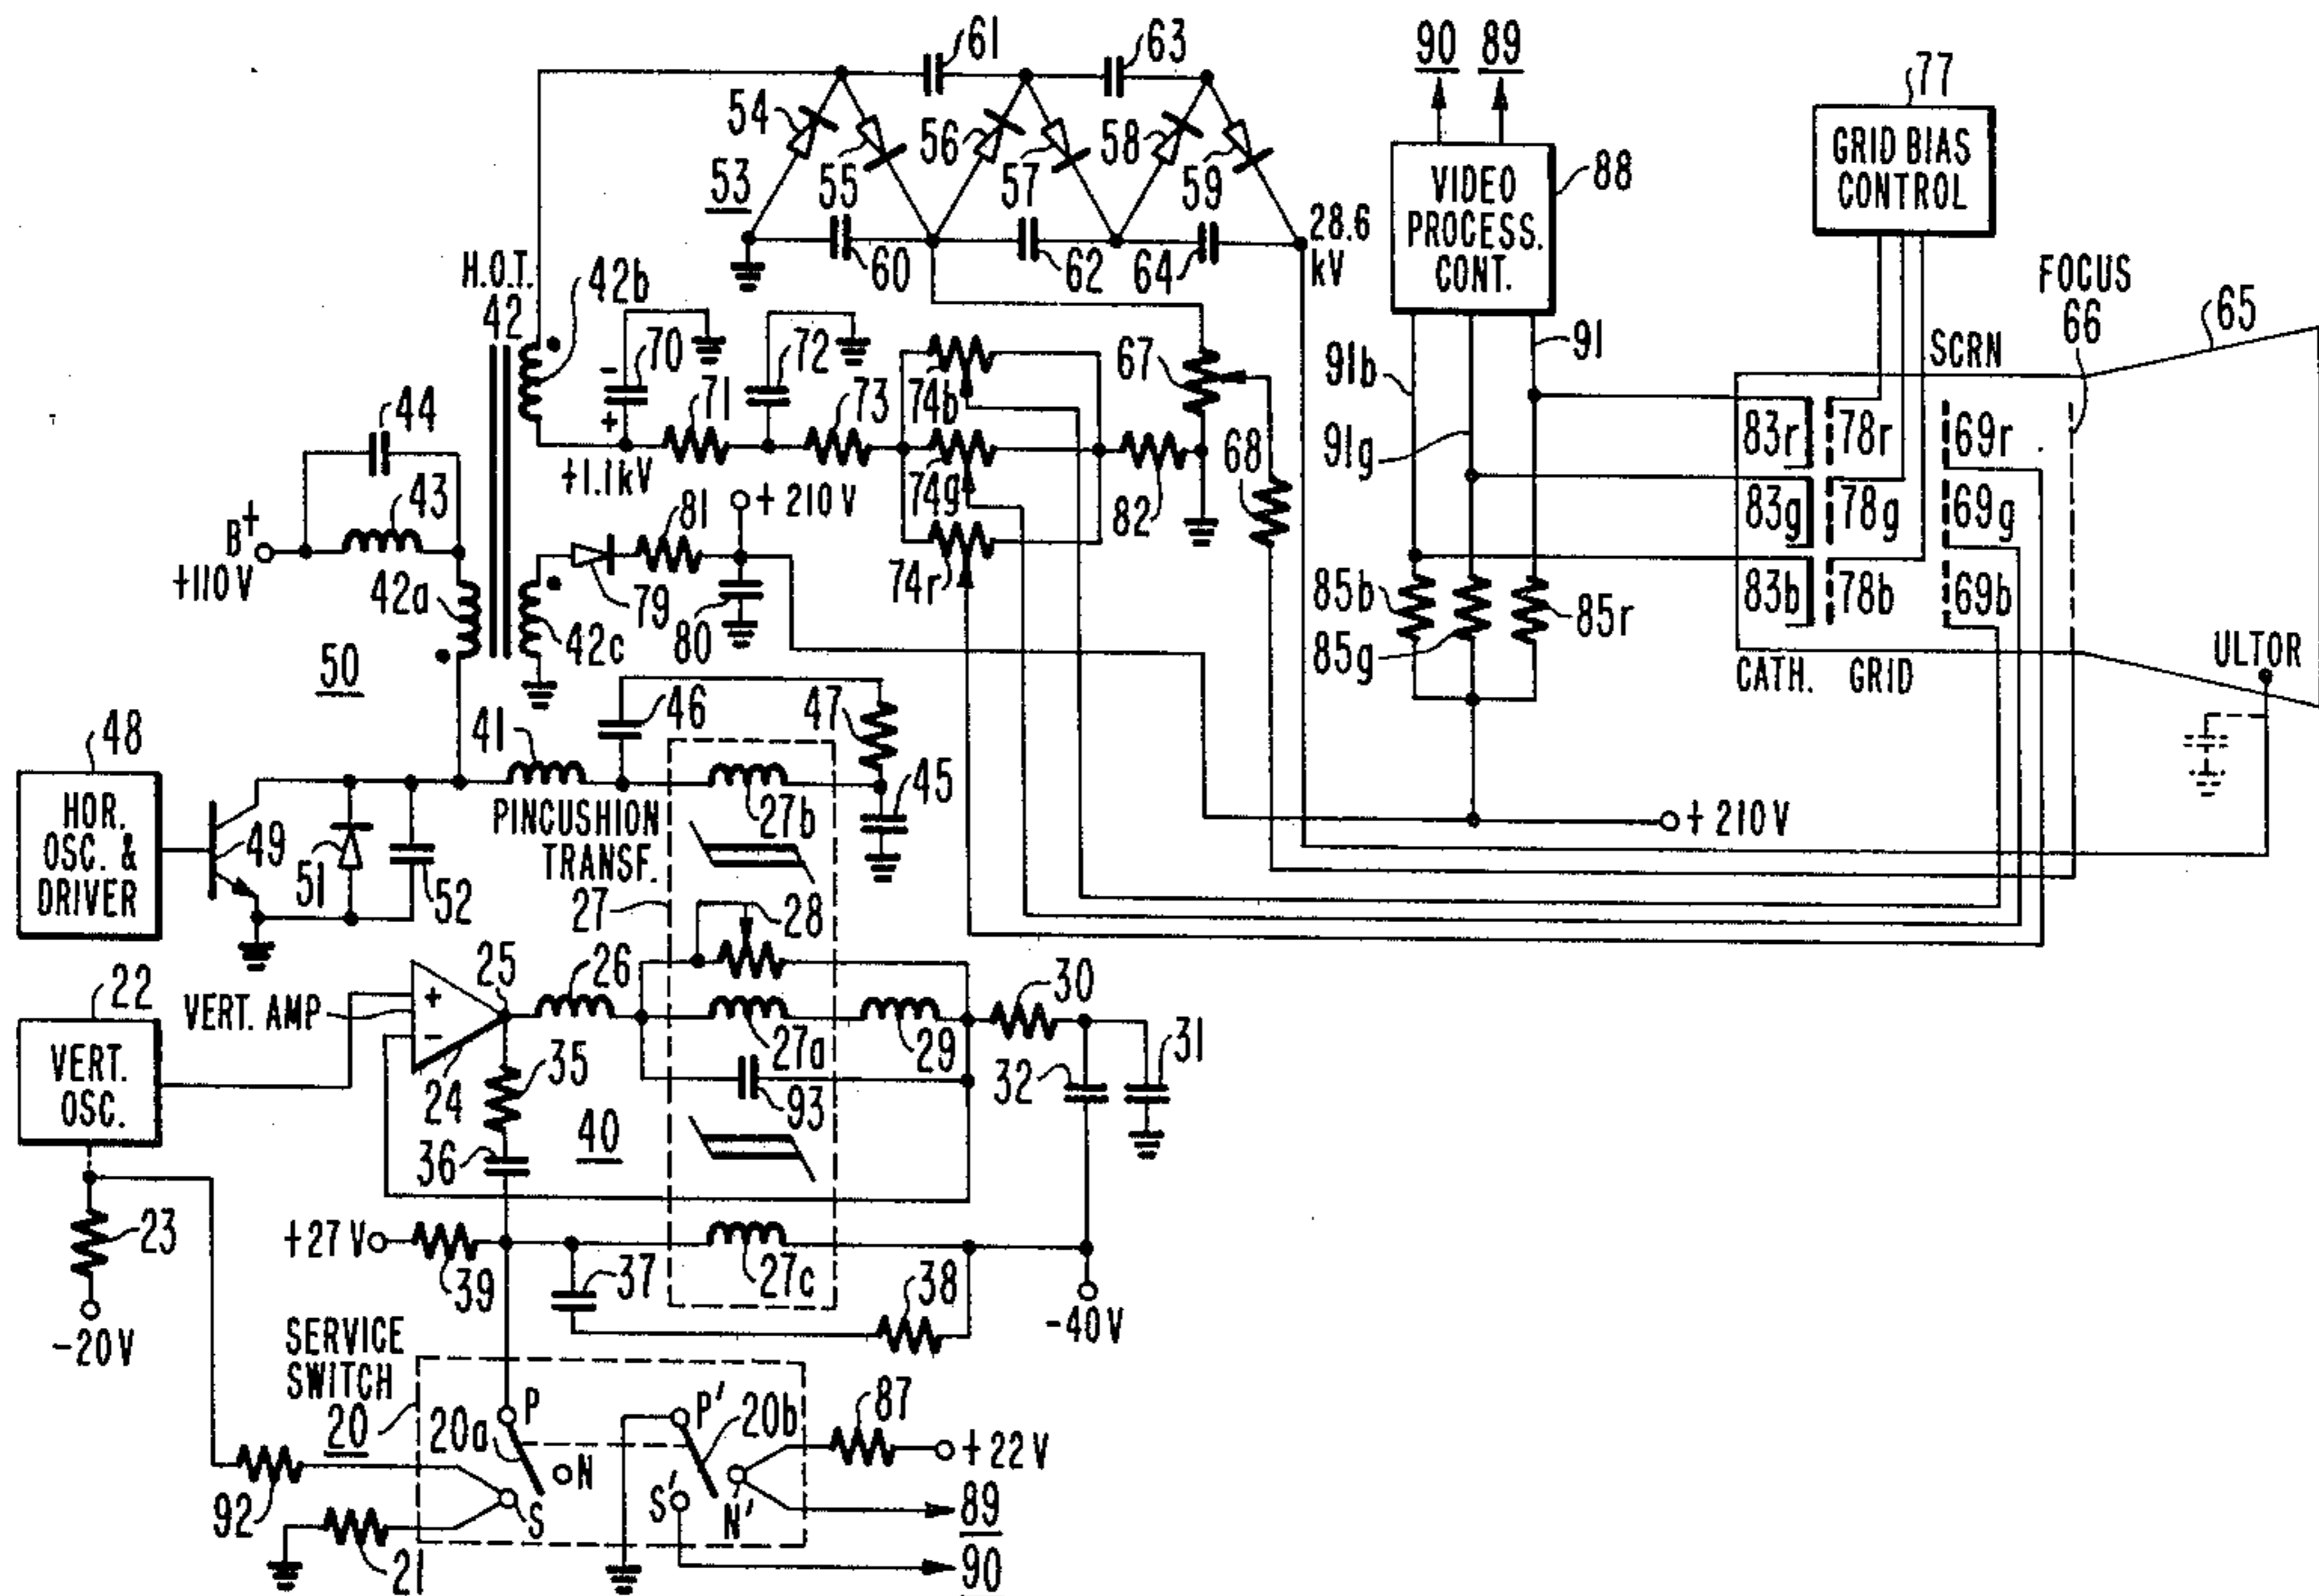 61
63
90 89
77
54
56
58
GRID BIAS
CONTROL
53
55
57
59
VIDEO
PROCESS.
CONT.
88
28.6
kV
60
62
64
H.O.T.
42
42b
FOCUS
66
65
SCRN
-
70
72
67
91b
91
44
+
71
73
74b
91g
83r
78r
69r
+1.1kV
68
43
+210V
74g
82
83g
78g
69g
B+
+110V
81
42a
79
80
74r
85b
85r
83b
78b
69b
42c
85g
50
CATH. GRID
ULTOR
46
47
48
41
45
HOR.
OSC. &
DRIVER
49
51
52
PINCUSHION
TRANSF.
27
27b
+210V
28
22
25
26
30
VERT. AMP
+
-
VERT.
OSC.
24
35
27a
29
32
31
93
40
36
23
+27V
39
37
27c
38
-20V
-40V
SERVICE
SWITCH
20
P
20a
P'
20b
87
N
+22V
92
S
S'
N'
89
21
90